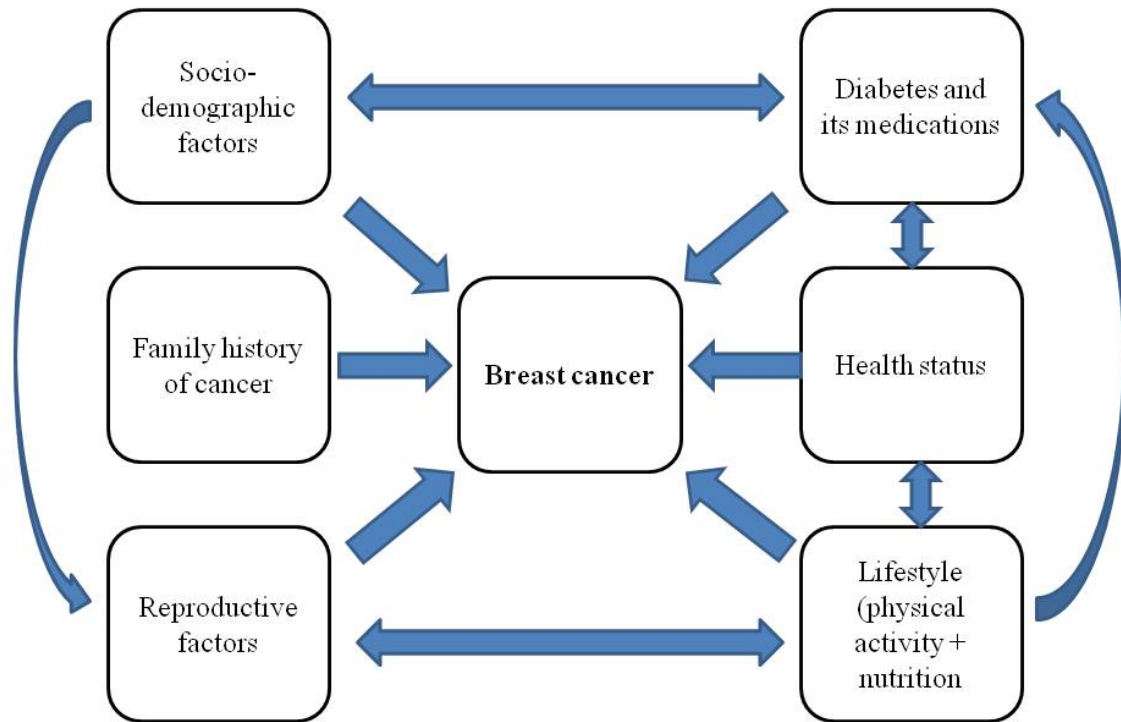 Socio-
demographic
factors
Diabetes and
its medications
Family history
of cancer
Breast cancer
Health status
Reproductive
factors
Lifestyle
(physical
activity +
nutrition